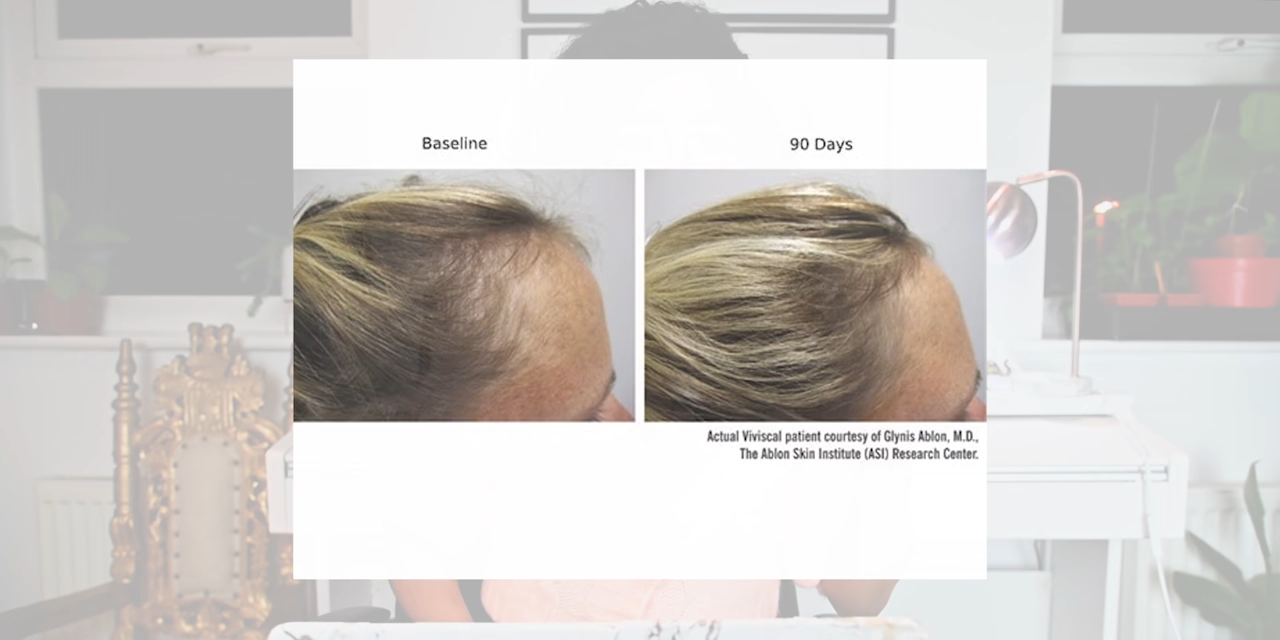 Baseline
90 Days
Actual Viviscal patient courtesy of Glynis Ablon, M.D.,
The Ablon Skin Institute (ASI) Research Center.